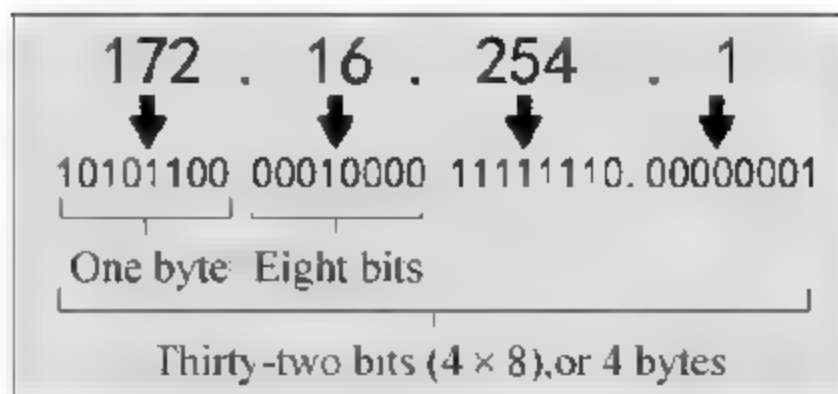 172 . 16 . 254 . 1
10101100 00010000 11111110.00000001
One byte Eight bits
Thirty-two bits (4 × 8),or 4 bytes